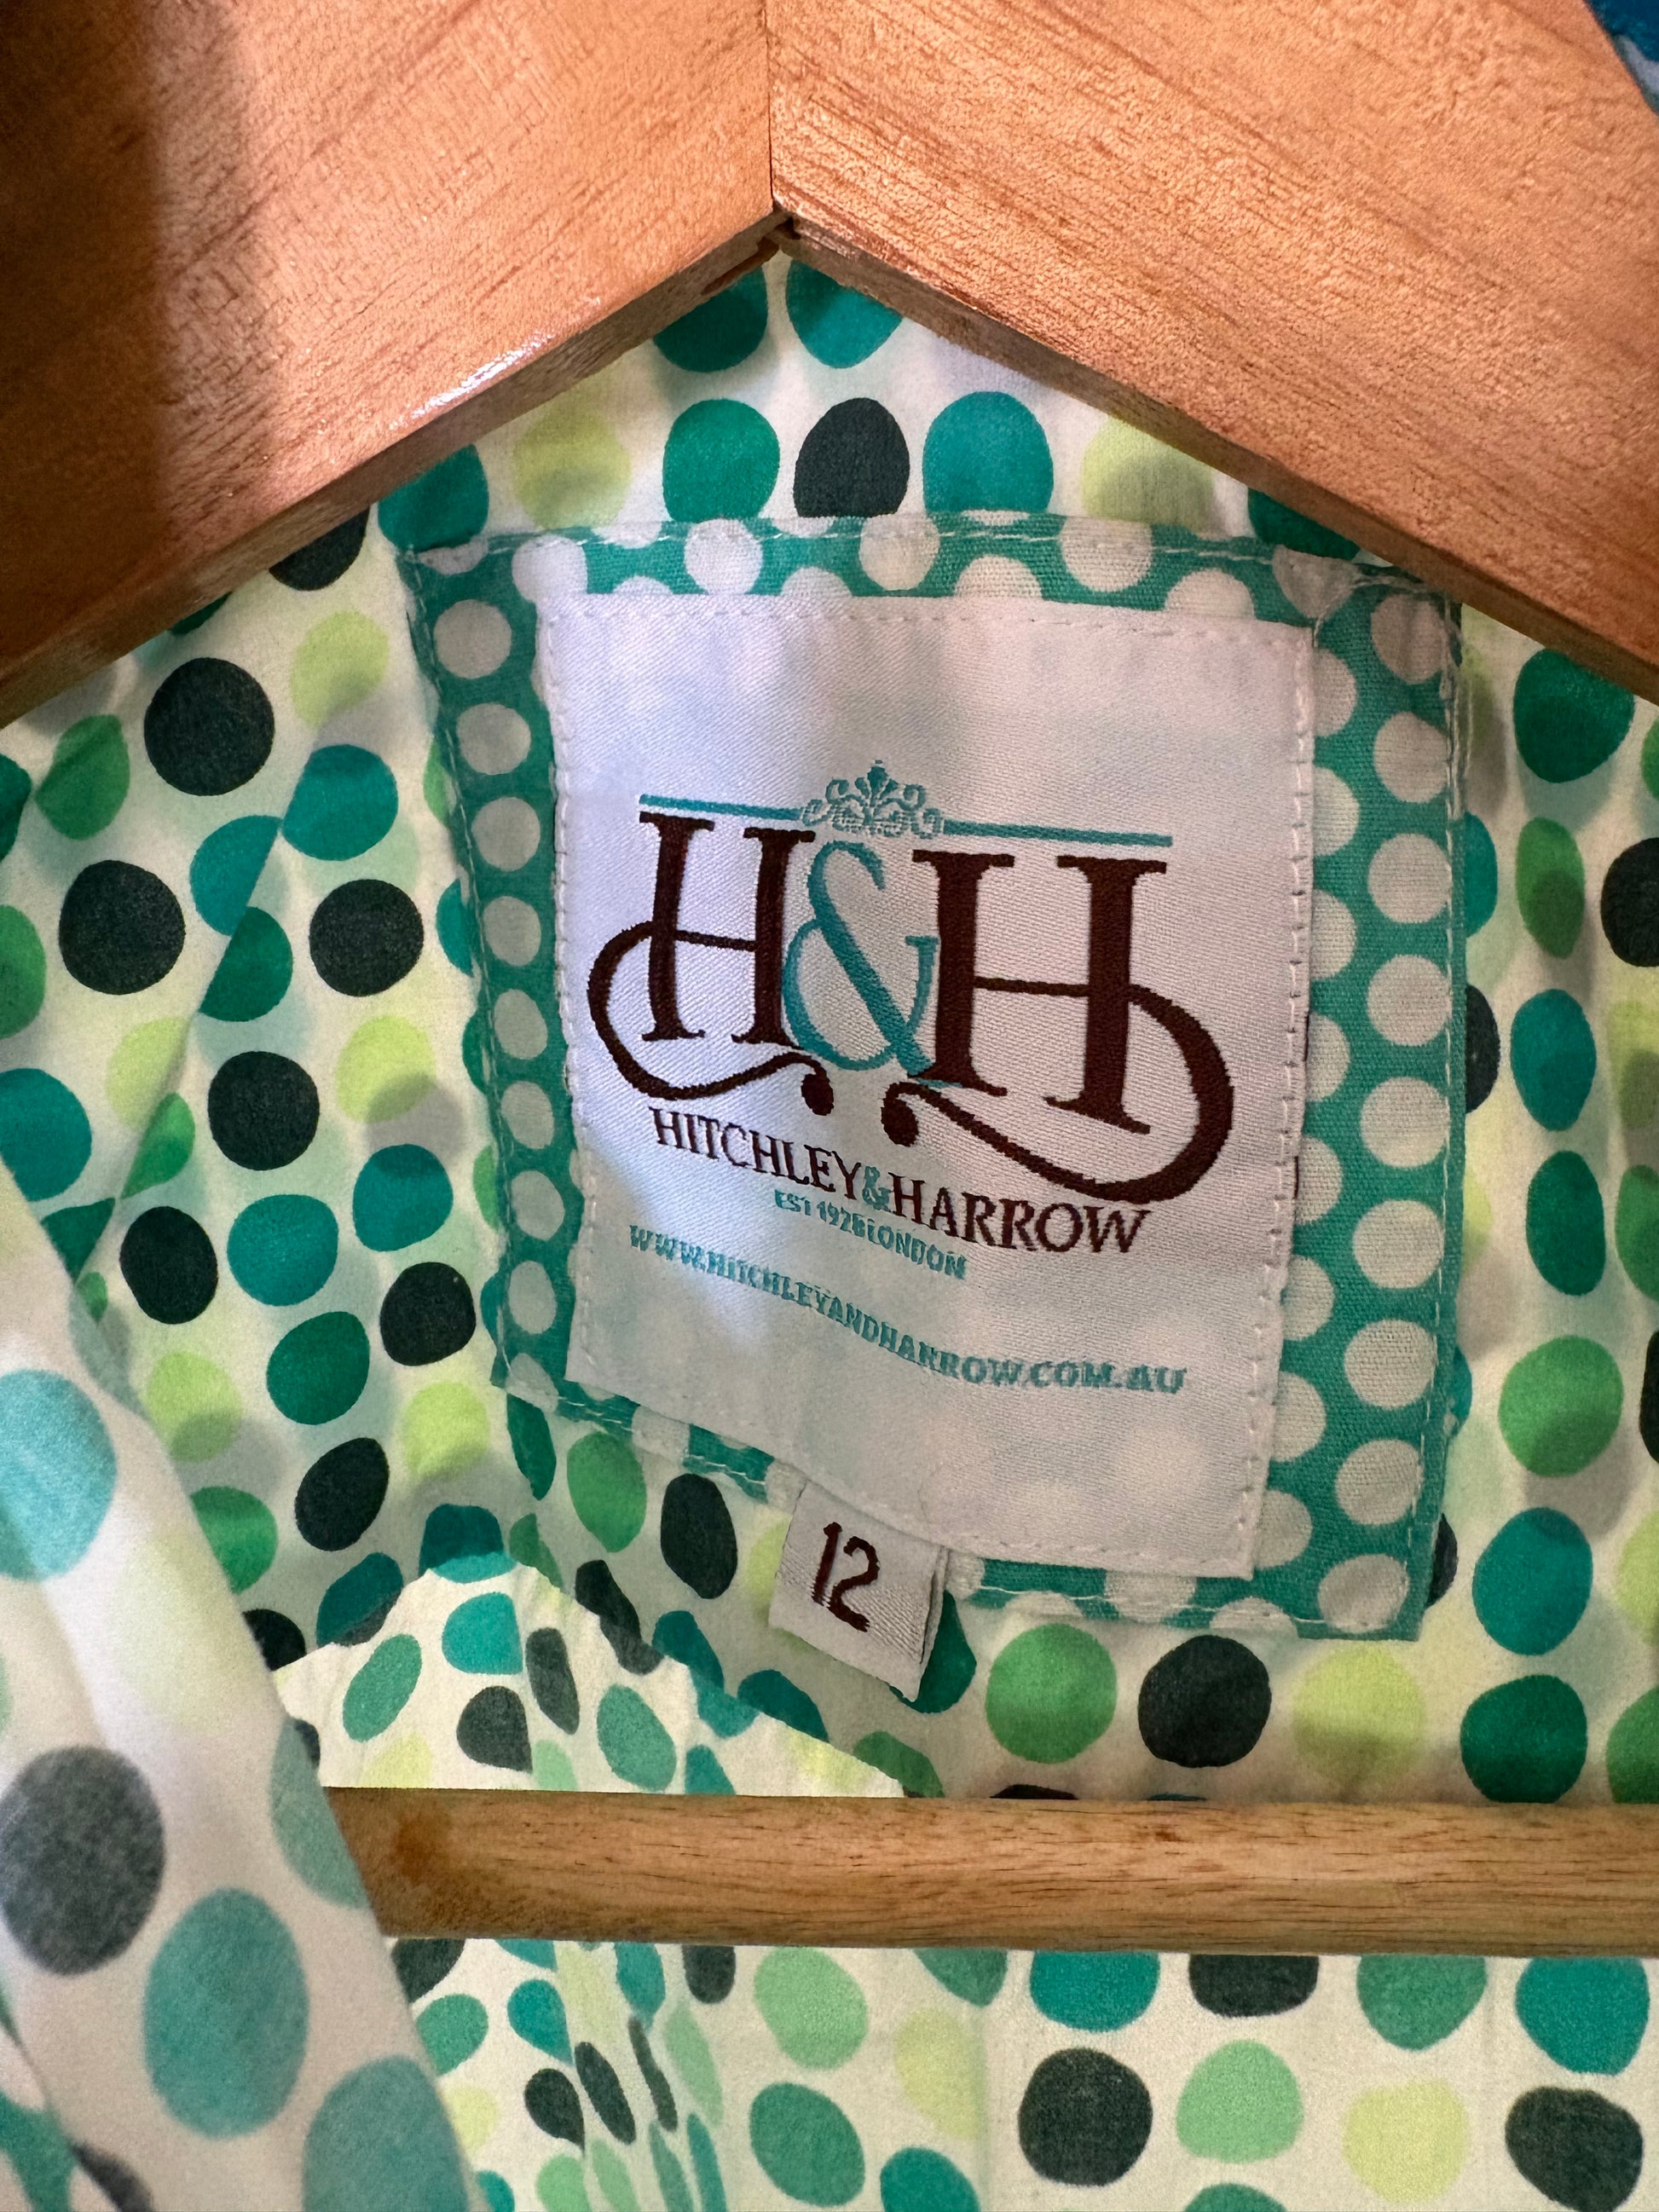 H&H
HITCHLEY&HARROW
EST 1928 LONDON
WWW.HITCHLEYANDHARROW.COM.AU
12